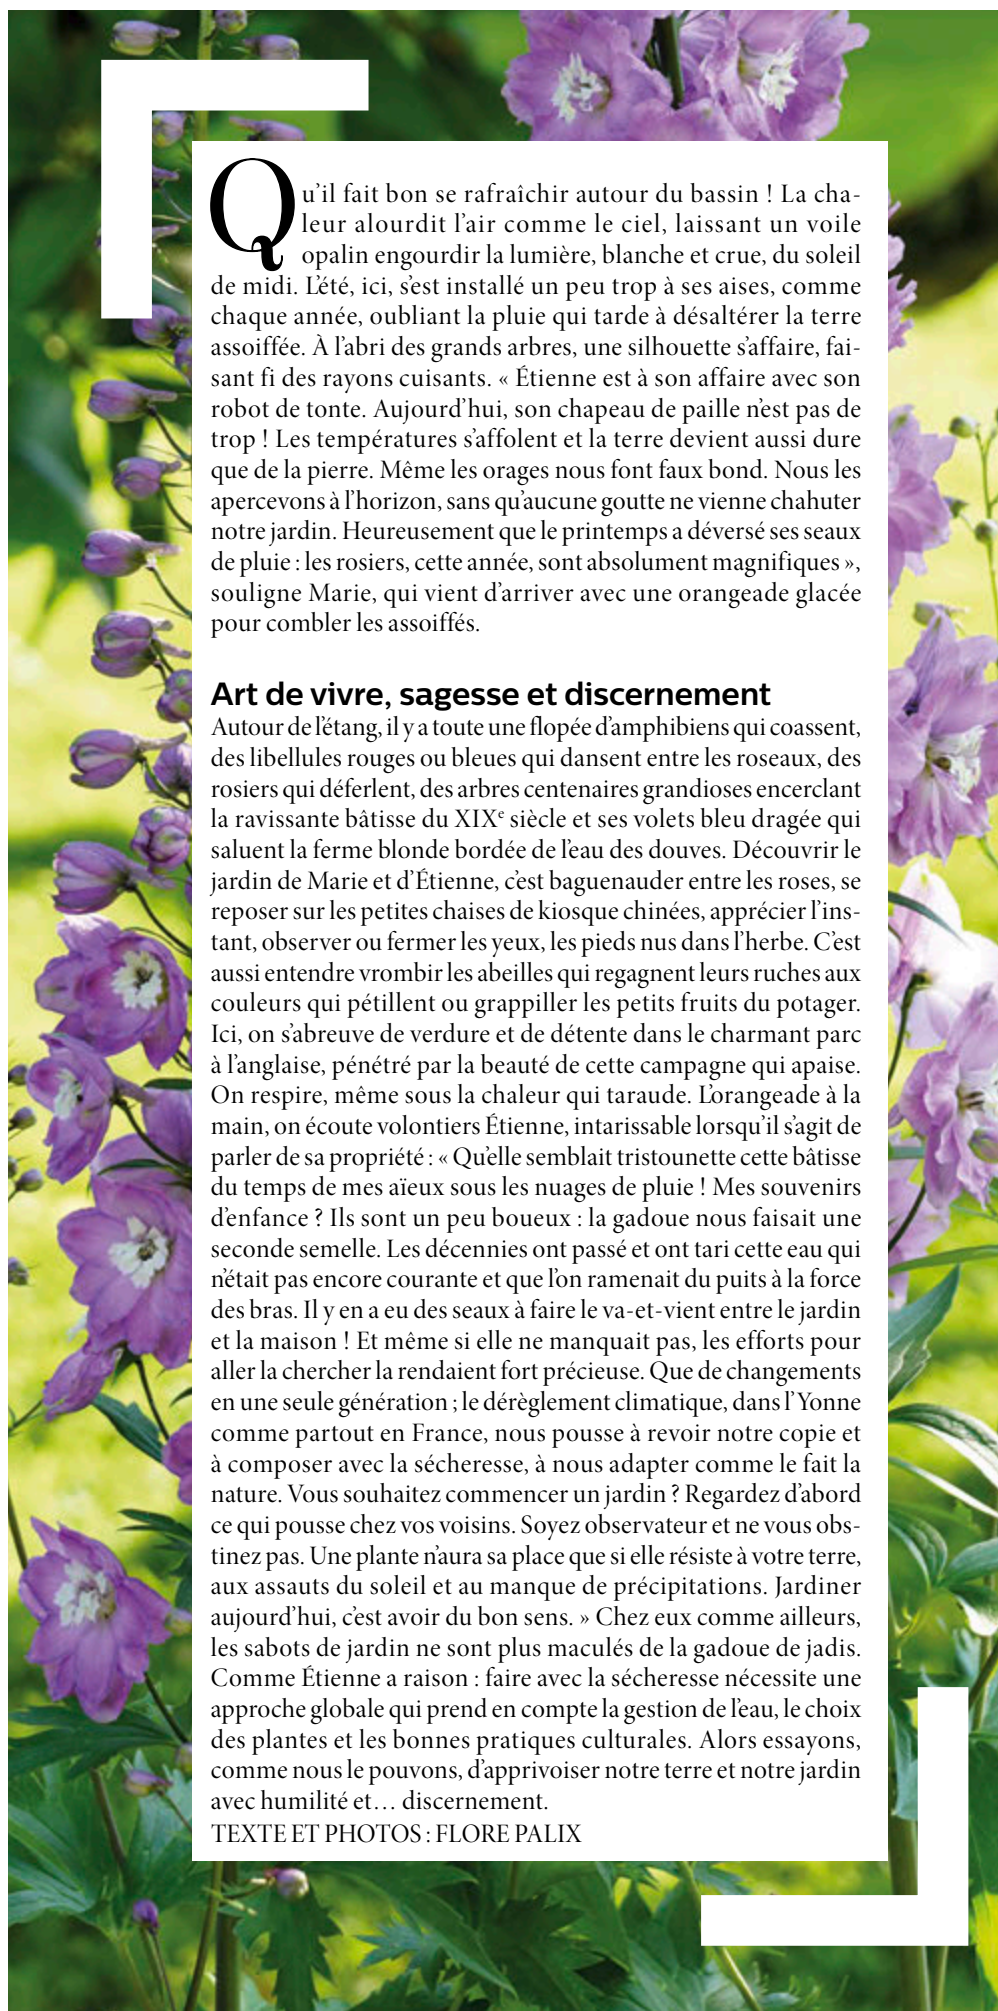 Qu’il fait bon se rafraîchir autour du bassin ! La cha-
leur alourdit l’air comme le ciel, laissant un voile
opalin engourdir la lumière, blanche et crue, du soleil
de midi. L’été, ici, s’est installé un peu trop à ses aises, comme
chaque année, oubliant la pluie qui tarde à désaltérer la terre
assoiffée. À l’abri des grands arbres, une silhouette s’affaire, fai-
sant fi des rayons cuisants. « Étienne est à son affaire avec son
robot de tonte. Aujourd’hui, son chapeau de paille n’est pas de
trop ! Les températures s’affolent et la terre devient aussi dure
que de la pierre. Même les orages nous font faux bond. Nous les
apercevons à l’horizon, sans qu’aucune goutte ne vienne chahuter
notre jardin. Heureusement que le printemps a déversé ses seaux
de pluie : les rosiers, cette année, sont absolument magnifiques »,
souligne Marie, qui vient d’arriver avec une orangeade glacée
pour combler les assoiffés.
Art de vivre, sagesse et discernement
Autour de l’étang, il y a toute une flopée d’amphibiens qui coassent,
des libellules rouges ou bleues qui dansent entre les roseaux, des
rosiers qui déferlent, des arbres centenaires grandioses encerclant
la ravissante bâtisse du XIXe siècle et ses volets bleu dragée qui
saluent la ferme blonde bordée de l’eau des douves. Découvrir le
jardin de Marie et d’Étienne, c’est baguenauder entre les roses, se
reposer sur les petites chaises de kiosque chinées, apprécier l’ins-
tant, observer ou fermer les yeux, les pieds nus dans l’herbe. C’est
aussi entendre vrombir les abeilles qui regagnent leurs ruches aux
couleurs qui pétillent ou grappiller les petits fruits du potager.
Ici, on s’abreuve de verdure et de détente dans le charmant parc
à l’anglaise, pénétré par la beauté de cette campagne qui apaise.
On respire, même sous la chaleur qui taraude. L’orangeade à la
main, on écoute volontiers Étienne, intarissable lorsqu’il s’agit de
parler de sa propriété : « Qu’elle semblait tristounette cette bâtisse
du temps de mes aïeux sous les nuages de pluie ! Mes souvenirs
d’enfance ? Ils sont un peu boueux : la gadoue nous faisait une
seconde semelle. Les décennies ont passé et ont tari cette eau qui
n’était pas encore courante et que l’on ramenait du puits à la force
des bras. Il y en a eu des seaux à faire le va-et-vient entre le jardin
et la maison ! Et même si elle ne manquait pas, les efforts pour
aller la chercher la rendaient fort précieuse. Que de changements
en une seule génération ; le dérèglement climatique, dans l’Yonne
comme partout en France, nous pousse à revoir notre copie et
à composer avec la sécheresse, à nous adapter comme le fait la
nature. Vous souhaitez commencer un jardin ? Regardez d’abord
ce qui pousse chez vos voisins. Soyez observateur et ne vous obs-
tinez pas. Une plante n’aura sa place que si elle résiste à votre terre,
aux assauts du soleil et au manque de précipitations. Jardiner
aujourd’hui, c’est avoir du bon sens. » Chez eux comme ailleurs,
les sabots de jardin ne sont plus maculés de la gadoue de jadis.
Comme Étienne a raison : faire avec la sécheresse nécessite une
approche globale qui prend en compte la gestion de l’eau, le choix
des plantes et les bonnes pratiques culturales. Alors essayons,
comme nous le pouvons, d’apprivoiser notre terre et notre jardin
avec humilité et… discernement.
TEXTE ET PHOTOS : FLORE PALIX